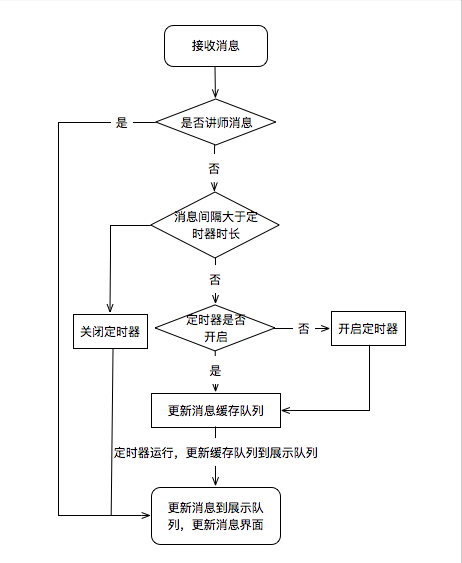 接收消息
是否讲师消息
是
否
消息间隔大于定
时器时长
否
定时器是否
开启
关闭定时器
否
开启定时器
是
更新消息缓存队列
定时器运行，更新缓存队列到展示队列
更新消息到展示队
列，更新消息界面